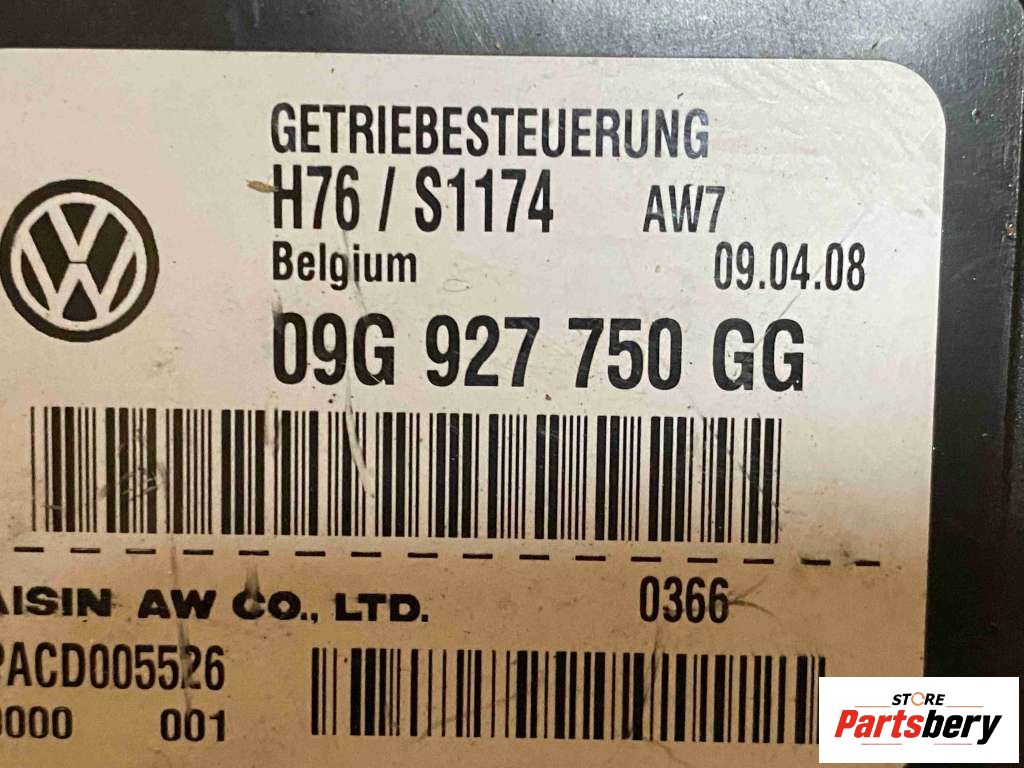 GETRIEBESTEUERUNG
H76 / S1174 AW7
Belgium 09.04.08
09G 927 750 GG
AISIN AW CO., LTD. 0366
PACD005526
0000 001
STORE
Partsbery